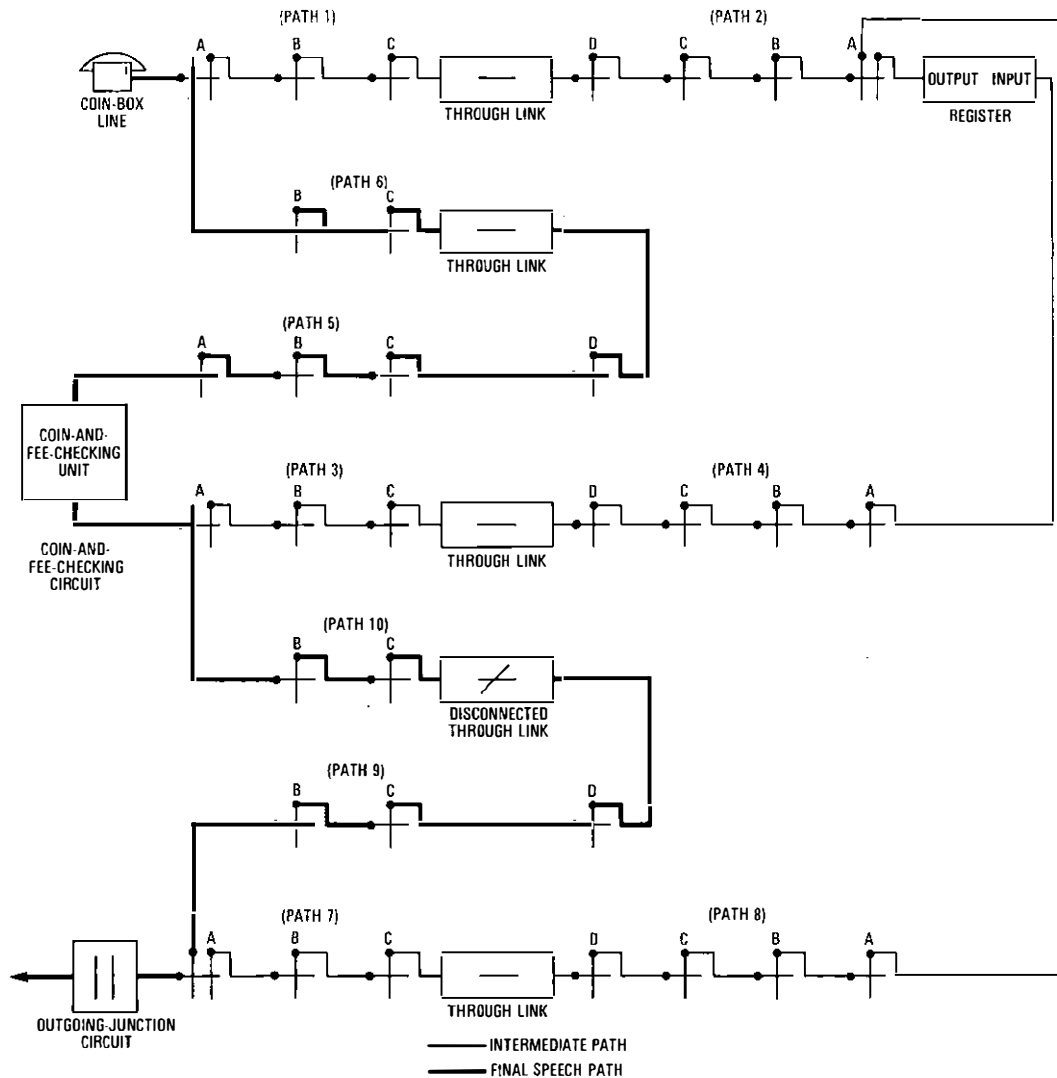 (PATH 1) (PATH 2)
A B C D C B A
COIN-BOX
LINE
THROUGH LINK
OUTPUT INPUT
REGISTER
(PATH 6)
B C
THROUGH LINK
(PATH 5)
A B C D
COIN-AND-
FEE-CHECKING
UNIT
(PATH 3) (PATH 4)
A B C D C B A
COIN-AND-
FEE-CHECKING
CIRCUIT
THROUGH LINK
(PATH 10)
B C
DISCONNECTED
THROUGH LINK
(PATH 9)
B C D
(PATH 7) (PATH 8)
A B C D C B A
OUTGOING-JUNCTION
CIRCUIT
THROUGH LINK
INTERMEDIATE PATH
FINAL SPEECH PATH